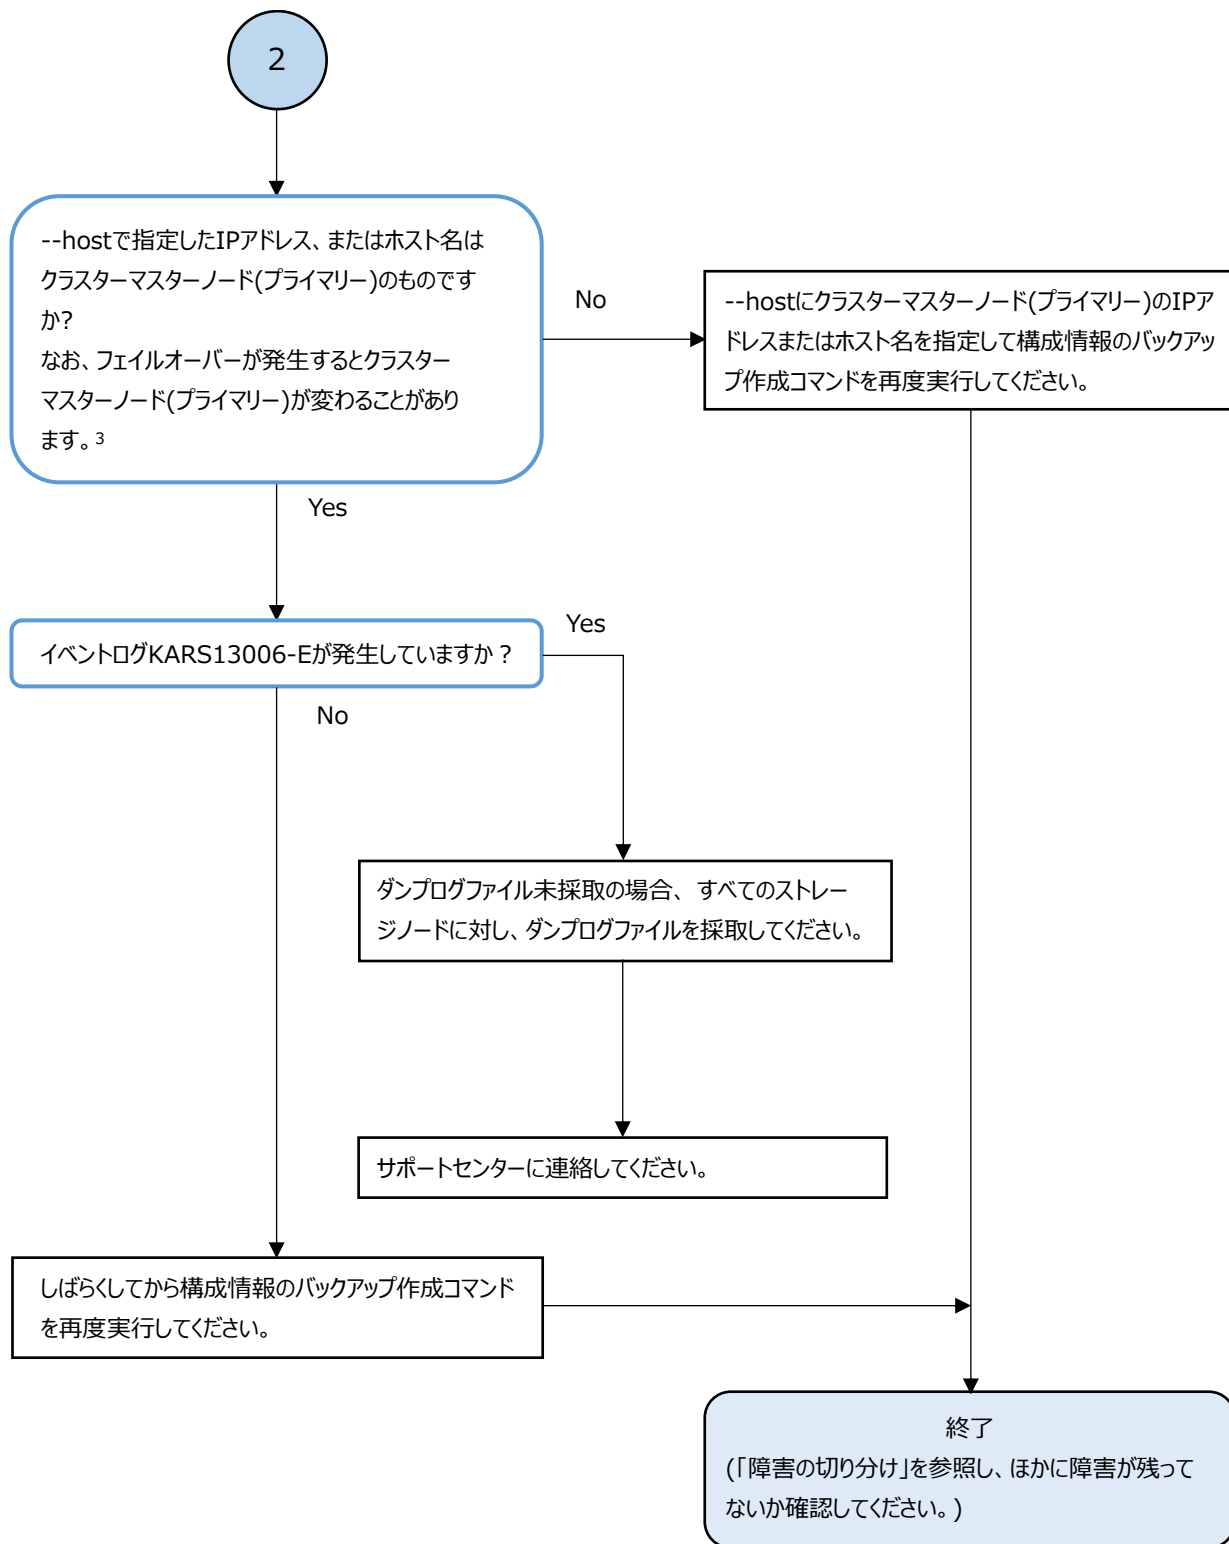 2
--hostで指定したIPアドレス、またはホスト名は
クラスターマスターノード(プライマリー)のものです
か?
なお、フェイルオーバーが発生するとクラスター
マスターノード(プライマリー)が変わることがあり
ます。3
No
--hostにクラスターマスターノード(プライマリー)のIPア
ドレスまたはホスト名を指定して構成情報のバックアッ
プ作成コマンドを再度実行してください。
Yes
イベントログKARS13006-Eが発生していますか？
Yes
No
ダンプログファイル未採取の場合、すべてのストレー
ジノードに対し、ダンプログファイルを採取してください。
サポートセンターに連絡してください。
しばらくしてから構成情報のバックアップ作成コマンド
を再度実行してください。
終了
(「障害の切り分け」を参照し、ほかに障害が残って
ないか確認してください。)